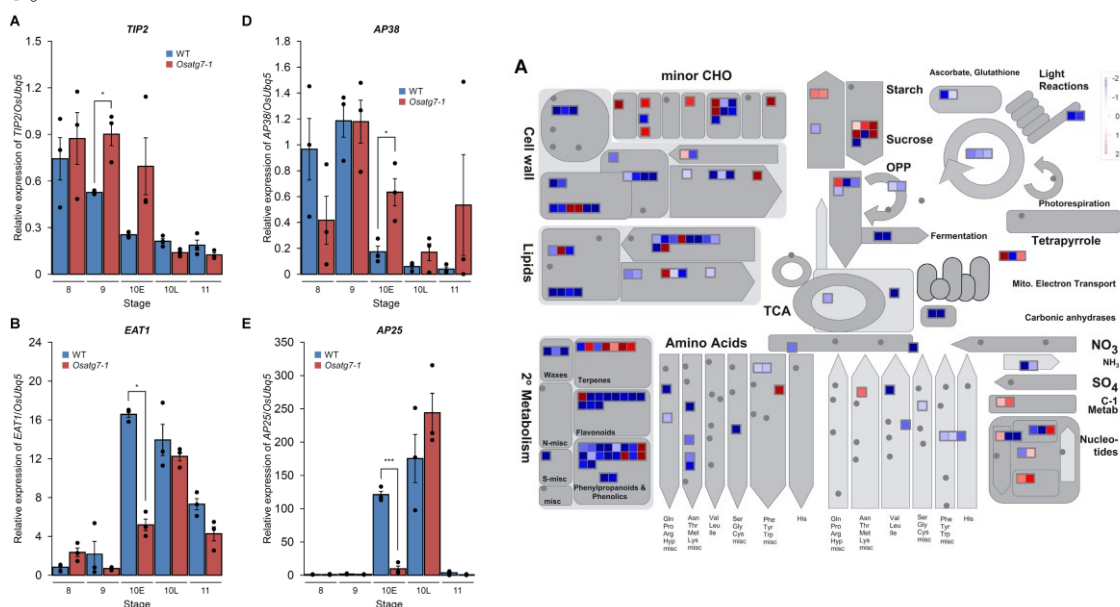 A
TIP2
Relative expression of TIP2/OsUbq5
1.5
1.2
0.9
0.6
0.3
0
WT
Osatg7-1
*
8
9
10E
10L
11
Stage
D
AP38
Relative expression of AP38/OsUbq5
1.8
1.6
1.4
1.2
1
0.8
0.6
0.4
0.2
0
WT
Osatg7-1
*
8
9
10E
10L
11
Stage
B
EAT1
Relative expression of EAT1/OsUbq5
24
20
16
12
8
4
0
WT
Osatg7-1
*
8
9
10E
10L
11
Stage
E
AP25
Relative expression of AP25/OsUbq5
350
300
250
200
150
100
50
0
WT
Osatg7-1
***
8
9
10E
10L
11
Stage
A
minor CHO
Cell wall
Lipids
Starch
Sucrose
OPP
Ascorbate, Glutathione
Light
Reactions
-2
-1
0
1
2
Photorespiration
Tetrapyrrole
Fermentation
Mito. Electron Transport
TCA
Carbonic anhydrases
Amino Acids
2° Metabolism
Waxes
Terpenes
Flavonoids
N-misc
S-misc
misc
Phenylpropanoids &
Phenolics
NO3
NH3
SO4
C-1
Metab
Nucleo-
tides
Gln
Pro
Arg
Hyp
misc
Asn
Thr
Met
Lys
misc
Val
Leu
Ile
Ser
Gly
Cys
misc
Phe
Tyr
Trp
misc
His
Gln
Pro
Arg
Hyp
misc
Asn
Thr
Met
Lys
misc
Val
Leu
Ile
Ser
Gly
Cys
misc
Phe
Tyr
Trp
misc
His